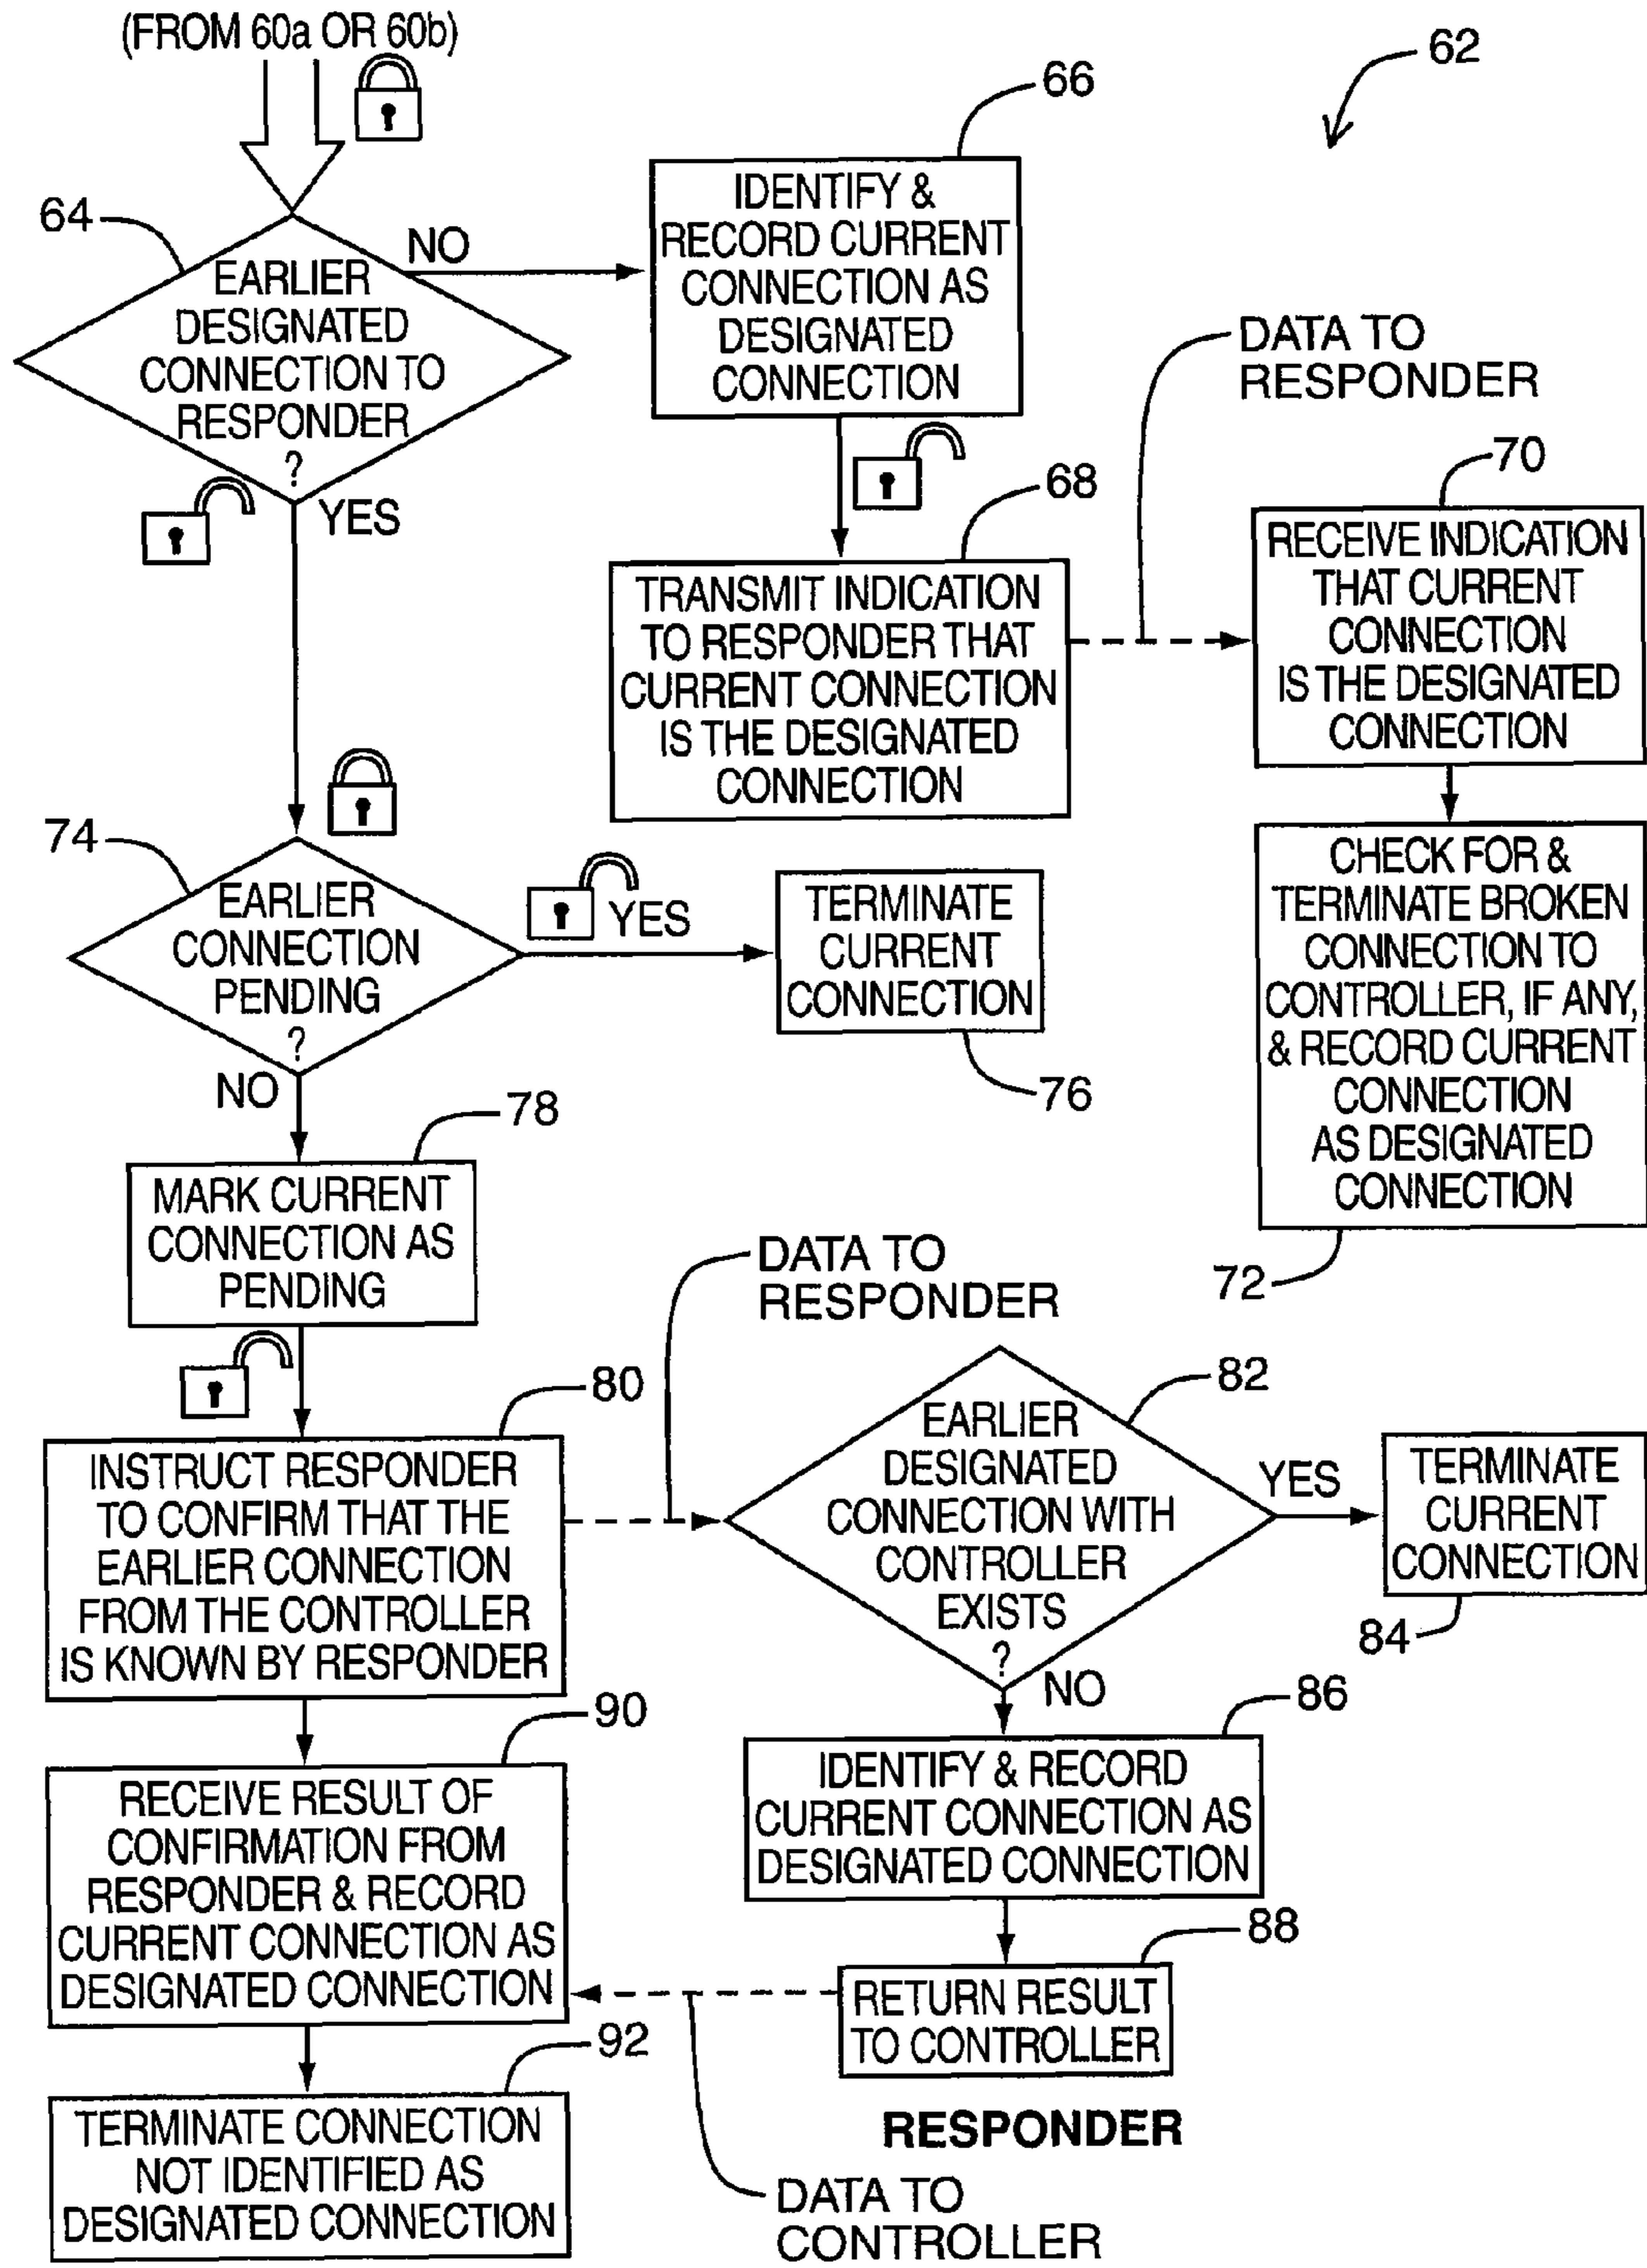 (FROM 60a OR 60b)
62
66
IDENTIFY &
RECORD CURRENT
CONNECTION AS
DESIGNATED
CONNECTION
64
NO
EARLIER
DESIGNATED
CONNECTION TO
RESPONDER
?
YES
DATA TO
RESPONDER
68
TRANSMIT INDICATION
TO RESPONDER THAT
CURRENT CONNECTION
IS THE DESIGNATED
CONNECTION
70
RECEIVE INDICATION
THAT CURRENT
CONNECTION
IS THE DESIGNATED
CONNECTION
CHECK FOR &
TERMINATE BROKEN
CONNECTION TO
CONTROLLER, IF ANY,
& RECORD CURRENT
CONNECTION
AS DESIGNATED
CONNECTION
72
74
EARLIER
CONNECTION
PENDING
?
YES
TERMINATE
CURRENT
CONNECTION
76
NO
78
MARK CURRENT
CONNECTION AS
PENDING
DATA TO
RESPONDER
80
INSTRUCT RESPONDER
TO CONFIRM THAT THE
EARLIER CONNECTION
FROM THE CONTROLLER
IS KNOWN BY RESPONDER
82
EARLIER
DESIGNATED
CONNECTION WITH
CONTROLLER
EXISTS
?
YES
TERMINATE
CURRENT
CONNECTION
84
NO
86
IDENTIFY & RECORD
CURRENT CONNECTION AS
DESIGNATED CONNECTION
88
RETURN RESULT
TO CONTROLLER
90
RECEIVE RESULT OF
CONFIRMATION FROM
RESPONDER & RECORD
CURRENT CONNECTION AS
DESIGNATED CONNECTION
92
TERMINATE CONNECTION
NOT IDENTIFIED AS
DESIGNATED CONNECTION
RESPONDER
DATA TO
CONTROLLER